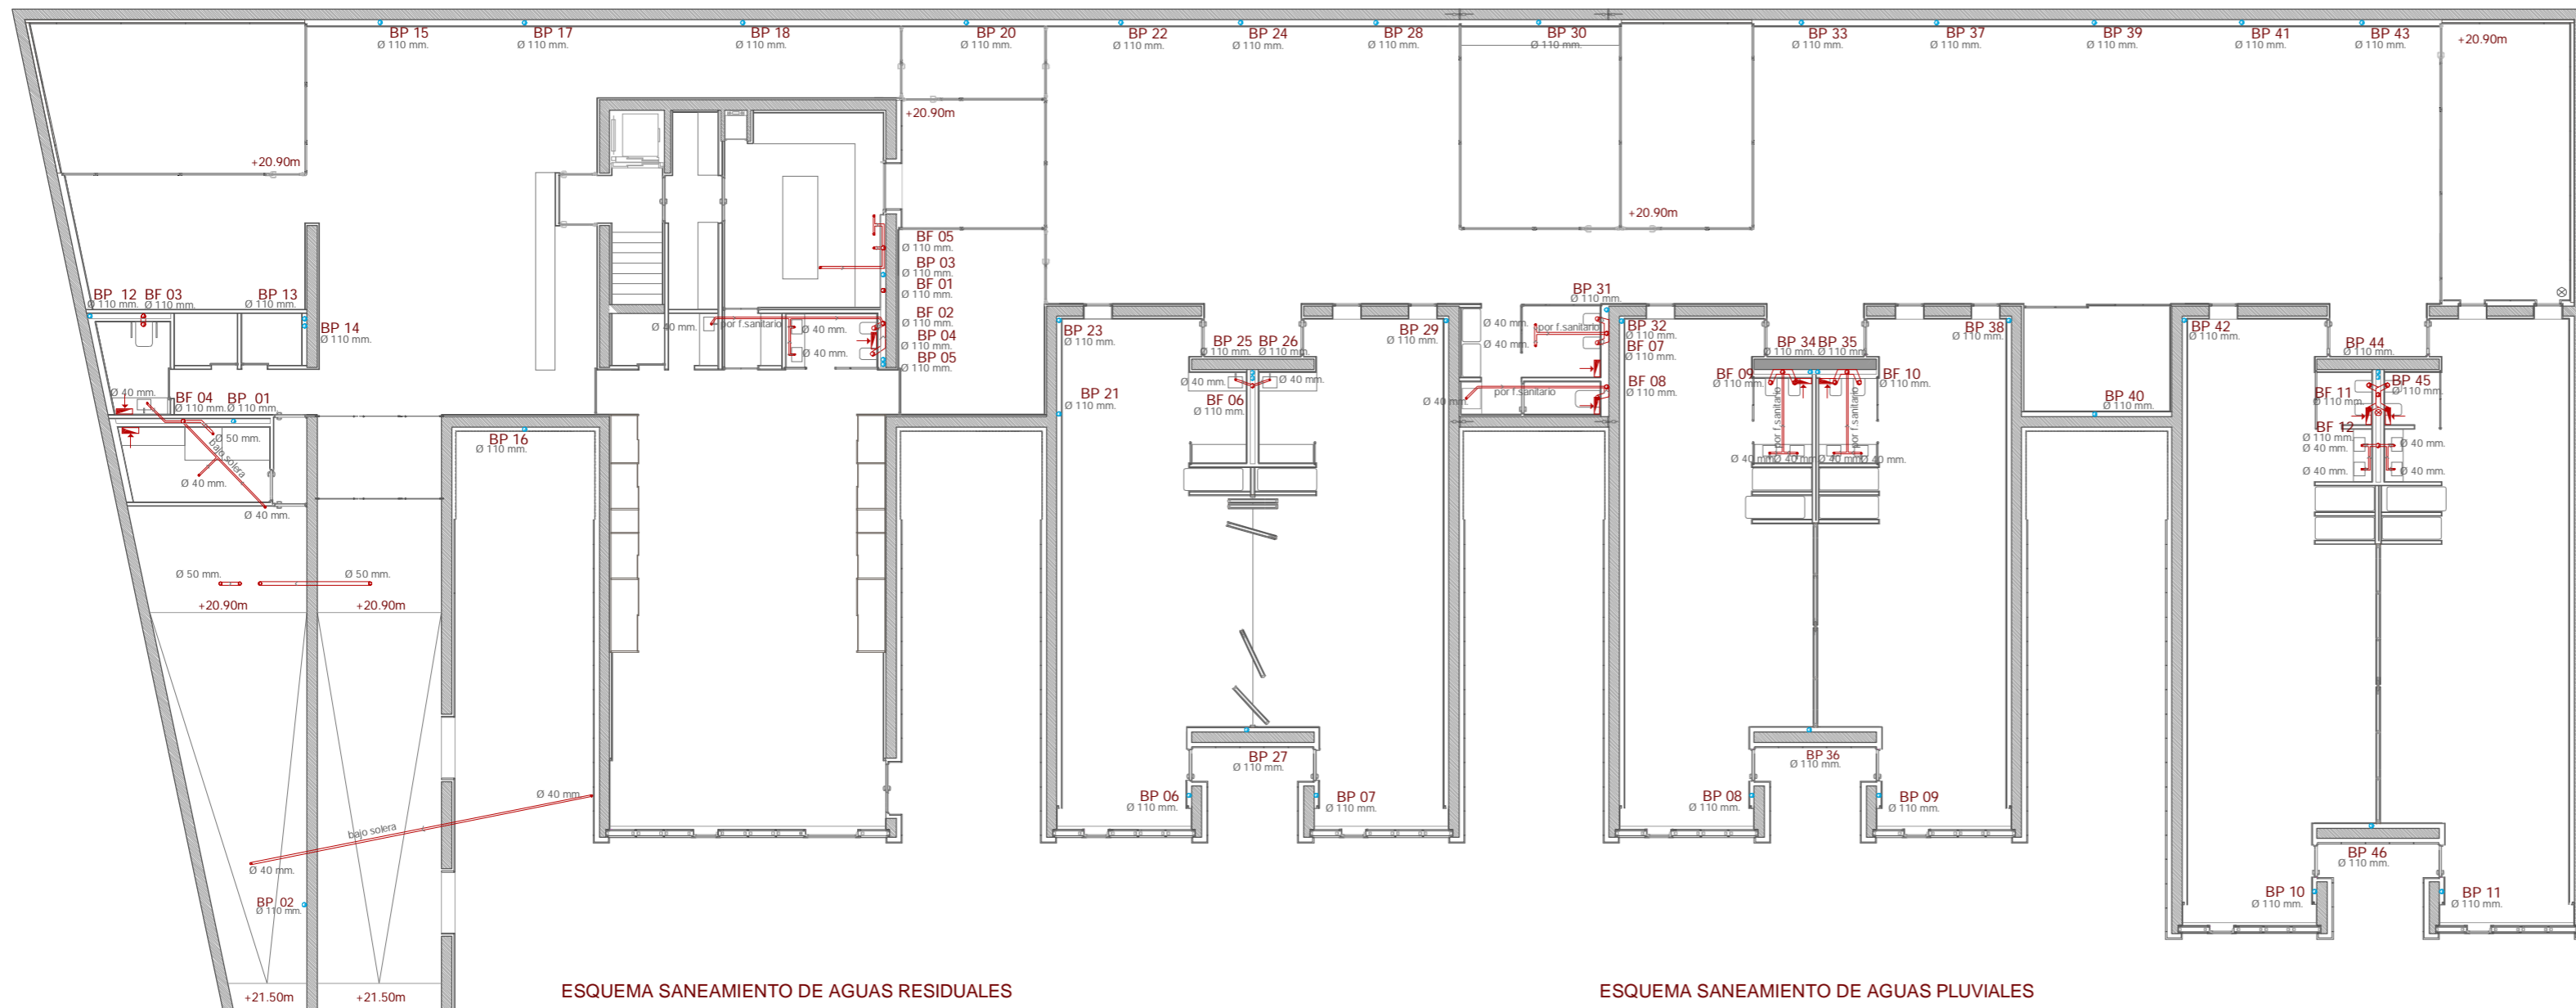 BP 15
Ø 110 mm.
BP 17
Ø 110 mm.
BP 18
Ø 110 mm.
BP 20
Ø 110 mm.
BP 22
Ø 110 mm.
BP 24
Ø 110 mm.
BP 28
Ø 110 mm.
BP 30
Ø 110 mm.
BP 33
Ø 110 mm.
BP 37
Ø 110 mm.
BP 39
Ø 110 mm.
BP 41
Ø 110 mm.
BP 43
Ø 110 mm.
+20.90m
+20.90m
+20.90m
+20.90m
BF 05
Ø 110 mm.
BP 03
Ø 110 mm.
BF 01
Ø 110 mm.
BF 02
Ø 110 mm.
BP 04
Ø 110 mm.
BP 05
Ø 110 mm.
Ø 40 mm.
por f.sanitario
Ø 40 mm.
Ø 40 mm.
BP 12
Ø 110 mm.
BF 03
Ø 110 mm.
BP 13
Ø 110 mm.
BP 14
Ø 110 mm.
Ø 40 mm.
BF 04
Ø 110 mm.
BP 01
Ø 110 mm.
Ø 50 mm.
bajo solera
Ø 40 mm.
Ø 40 mm.
BP 16
Ø 110 mm.
BP 23
Ø 110 mm.
BP 25
Ø 110 mm.
BP 26
Ø 110 mm.
BP 29
Ø 110 mm.
Ø 40 mm.
Ø 40 mm.
BF 06
Ø 110 mm.
BP 21
Ø 110 mm.
BP 31
Ø 110 mm.
Ø 40 mm.
por f.sanitario
Ø 40 mm.
BP 32
Ø 110 mm.
BF 07
Ø 110 mm.
BF 08
Ø 110 mm.
Ø 40 mm.
por f.sanitario
BP 34
Ø 110 mm.
BP 35
Ø 110 mm.
BF 09
Ø 110 mm.
BF 10
Ø 110 mm.
por f.sanitario
por f.sanitario
Ø 40 mm.
Ø 40 mm.
Ø 40 mm.
Ø 40 mm.
BP 38
Ø 110 mm.
BP 40
Ø 110 mm.
BP 42
Ø 110 mm.
BP 44
Ø 110 mm.
BF 11
Ø 110 mm.
BP 45
Ø 110 mm.
BF 12
Ø 110 mm.
Ø 40 mm.
Ø 40 mm.
Ø 40 mm.
Ø 40 mm.
Ø 50 mm.
Ø 50 mm.
+20.90m
+20.90m
Ø 40 mm.
bajo solera
Ø 40 mm.
BP 02
Ø 110 mm.
BP 27
Ø 110 mm.
BP 06
Ø 110 mm.
BP 07
Ø 110 mm.
BP 36
Ø 110 mm.
BP 08
Ø 110 mm.
BP 09
Ø 110 mm.
BP 46
Ø 110 mm.
BP 10
Ø 110 mm.
BP 11
Ø 110 mm.
+21.50m
+21.50m
ESQUEMA SANEAMIENTO DE AGUAS RESIDUALES
ESQUEMA SANEAMIENTO DE AGUAS PLUVIALES